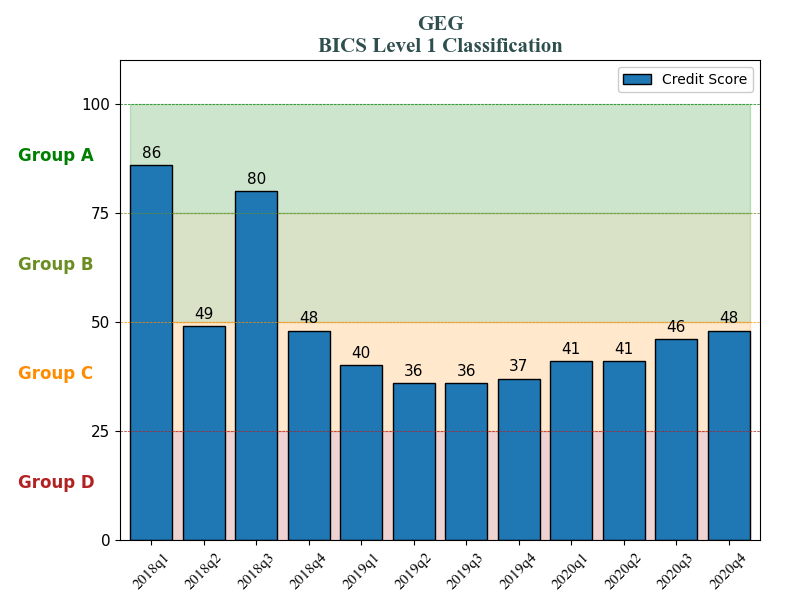 GEG
BICS Level 1 Classification
Credit Score
100
Group A
86
80
75
Group B
49
48
50
48
46
40
36
36
37
41
41
Group C
25
Group D
0
2018q1
2018q2
2018q3
2018q4
2019q1
2019q2
2019q3
2019q4
2020q1
2020q2
2020q3
2020q4